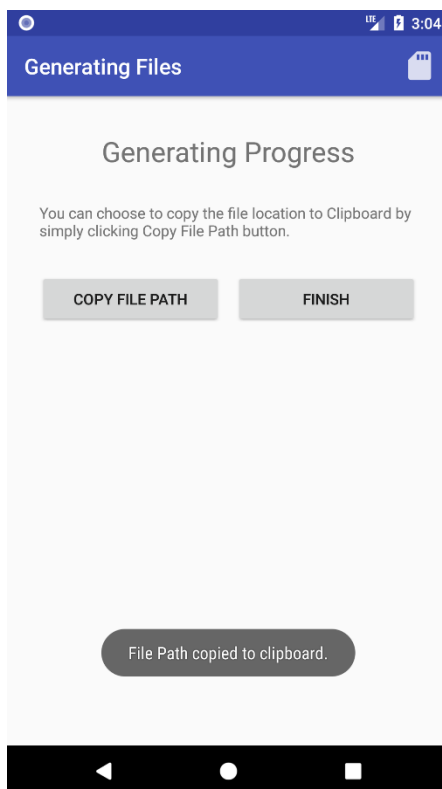 LTE 3:04
Generating Files
Generating Progress
You can choose to copy the file location to Clipboard by
simply clicking Copy File Path button.
COPY FILE PATH FINISH
File Path copied to clipboard.